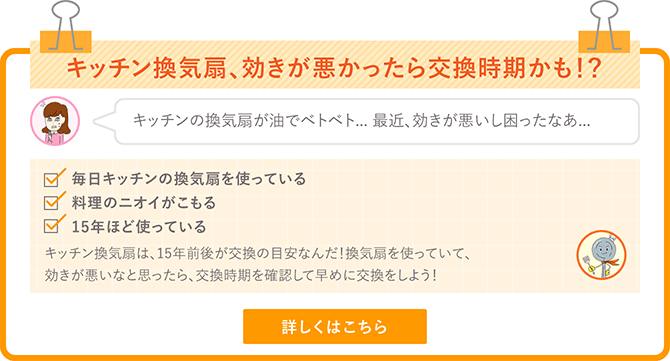 キッチン換気扇、効きが悪かったら交換時期かも!?
キッチンの換気扇が油でベトベト... 最近、効きが悪いし困ったなあ...
毎日キッチンの換気扇を使っている
料理のニオイがこもる
15年ほど使っている
キッチン換気扇は、15年前後が交換の目安なんだ!換気扇を使っていて、
効きが悪いなと思ったら、交換時期を確認して早めに交換をしよう!
詳しくはこちら